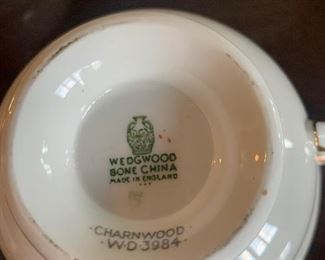 WEDGWOOD
BONE CHINA
MADE IN ENGLAND
CHARNWOOD
·W·D·3984·